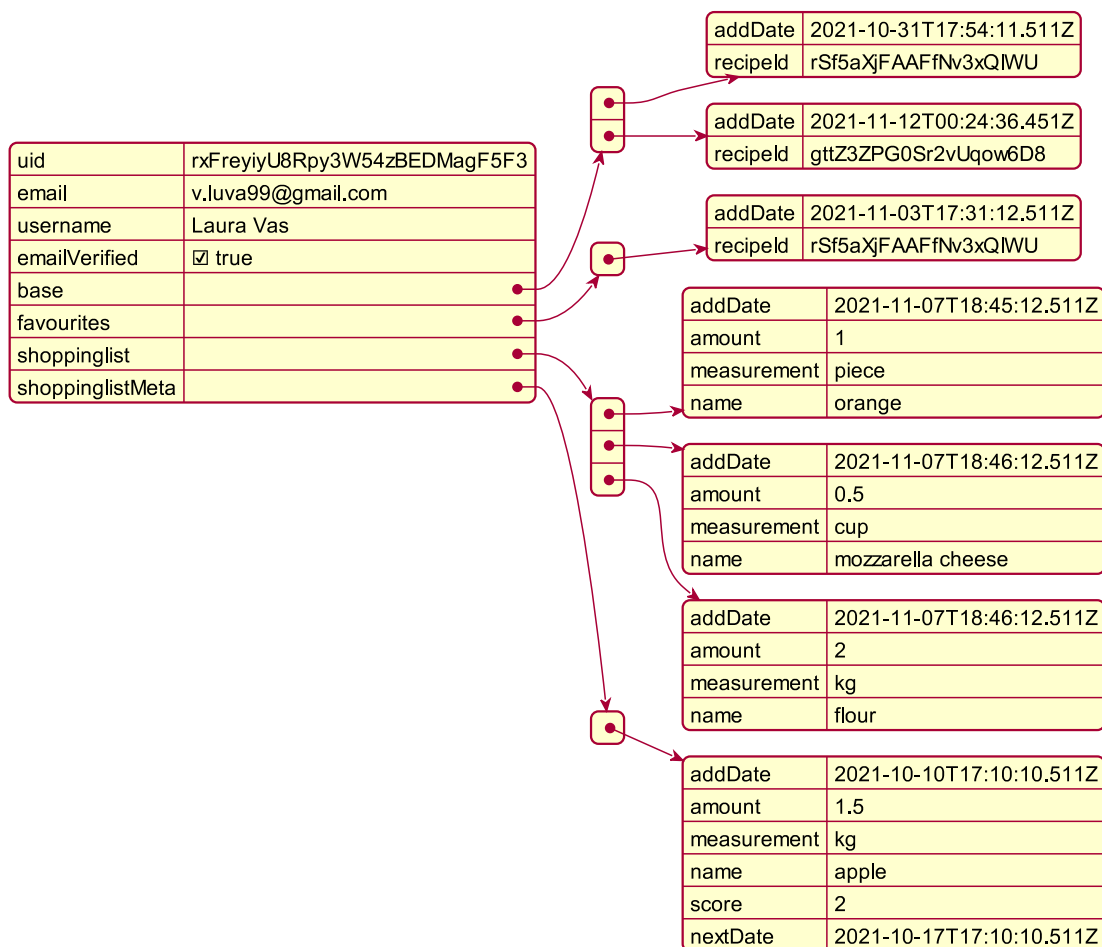 uid rxFreyiyU8Rpy3W54zBEDMagF5F3
email v.luva99@gmail.com
username Laura Vas
emailVerified ☑ true
base
favourites
shoppinglist
shoppinglistMeta
addDate 2021-10-31T17:54:11.511Z
recipeId rSf5aXjFAAFfNv3xQlWU
addDate 2021-11-12T00:24:36.451Z
recipeId gttZ3ZPG0Sr2vUqow6D8
addDate 2021-11-03T17:31:12.511Z
recipeId rSf5aXjFAAFfNv3xQlWU
addDate 2021-11-07T18:45:12.511Z
amount 1
measurement piece
name orange
addDate 2021-11-07T18:46:12.511Z
amount 0.5
measurement cup
name mozzarella cheese
addDate 2021-11-07T18:46:12.511Z
amount 2
measurement kg
name flour
addDate 2021-10-10T17:10:10.511Z
amount 1.5
measurement kg
name apple
score 2
nextDate 2021-10-17T17:10:10.511Z